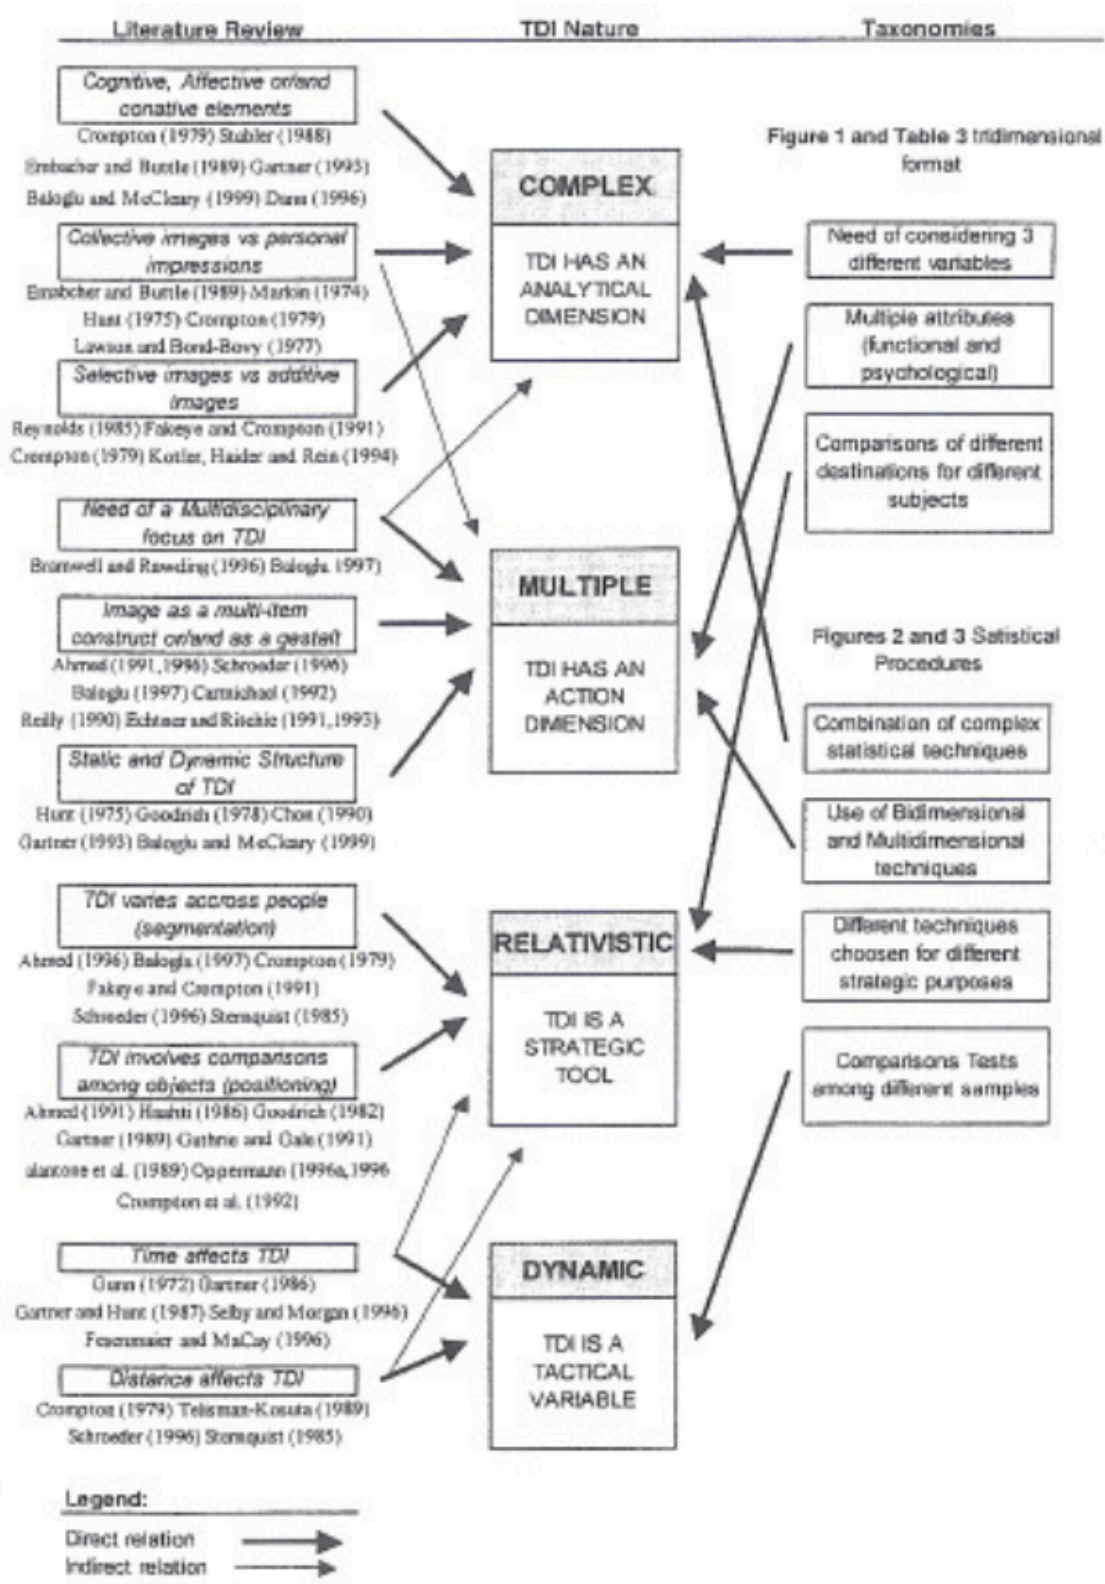 Literature Review
TDI Nature
Taxonomies
Cognitive, Affective or/and
conative elements
Crompton (1979) Stabler (1988)
Embacher and Buttle (1989) Gartner (1993)
Baloglu and McCleary (1999) Dann (1996)
Collective images vs personal
impressions
Emabcher and Buttle (1989) Markin (1974)
Hunt (1975) Crompton (1979)
Lawson and Bond-Bovy (1977)
Selective images vs additive
images
Reynolds (1985) Fakeye and Crompton (1991)
Crompton (1979) Kotler, Haider and Rein (1994)
Need of a Multidisciplinary
focus on TDI
Bramwell and Rawding (1996) Baloglu 1997)
Image as a multi-item
construct or/and as a gestalt
Ahmed (1991,1996) Schroeder (1996)
Baloglu (1997) Carmichael (1992)
Reilly (1990) Echtner and Ritchie (1991,1993)
Static and Dynamic Structure
of TDI
Hunt (1975) Goodrich (1978) Chon (1990)
Gartner (1993) Baloglu and McCleary (1999)
TDI varies accross people
(segmentation)
Ahmed (1996) Baloglu (1997) Crompton (1979)
Fakeye and Crompton (1991)
Schroeder (1996) Sternquist (1985)
TDI involves comparisons
among objects (positioning)
Ahmed (1991) Haahti (1986) Goodrich (1982)
Gartner (1989) Guthrie and Gale (1991)
alantone et al. (1989) Oppermann (1996a,1996
Crompton et al. (1992)
Time affects TDI
Gunn (1972) Gartner (1986)
Gartner and Hunt (1987) Selby and Morgan (1996)
Fesenmaier and MaCay (1996)
Distance affects TDI
Crompton (1979) Telisman-Kosuta (1989)
Schroeder (1996) Sternquist (1985)
COMPLEX
TDI HAS AN
ANALYTICAL
DIMENSION
MULTIPLE
TDI HAS AN
ACTION
DIMENSION
RELATIVISTIC
TDI IS A
STRATEGIC
TOOL
DYNAMIC
TDI IS A
TACTICAL
VARIABLE
Figure 1 and Table 3 tridimensional
format
Need of considering 3
different variables
Multiple attributes
(functional and
psychological)
Comparisons of different
destinations for different
subjects
Figures 2 and 3 Satistical
Procedures
Combination of complex
statistical techniques
Use of Bidimensional
and Multidimensional
techniques
Different techniques
choosen for different
strategic purposes
Comparisons Tests
among different samples
Legend:
Direct relation
Indirect relation